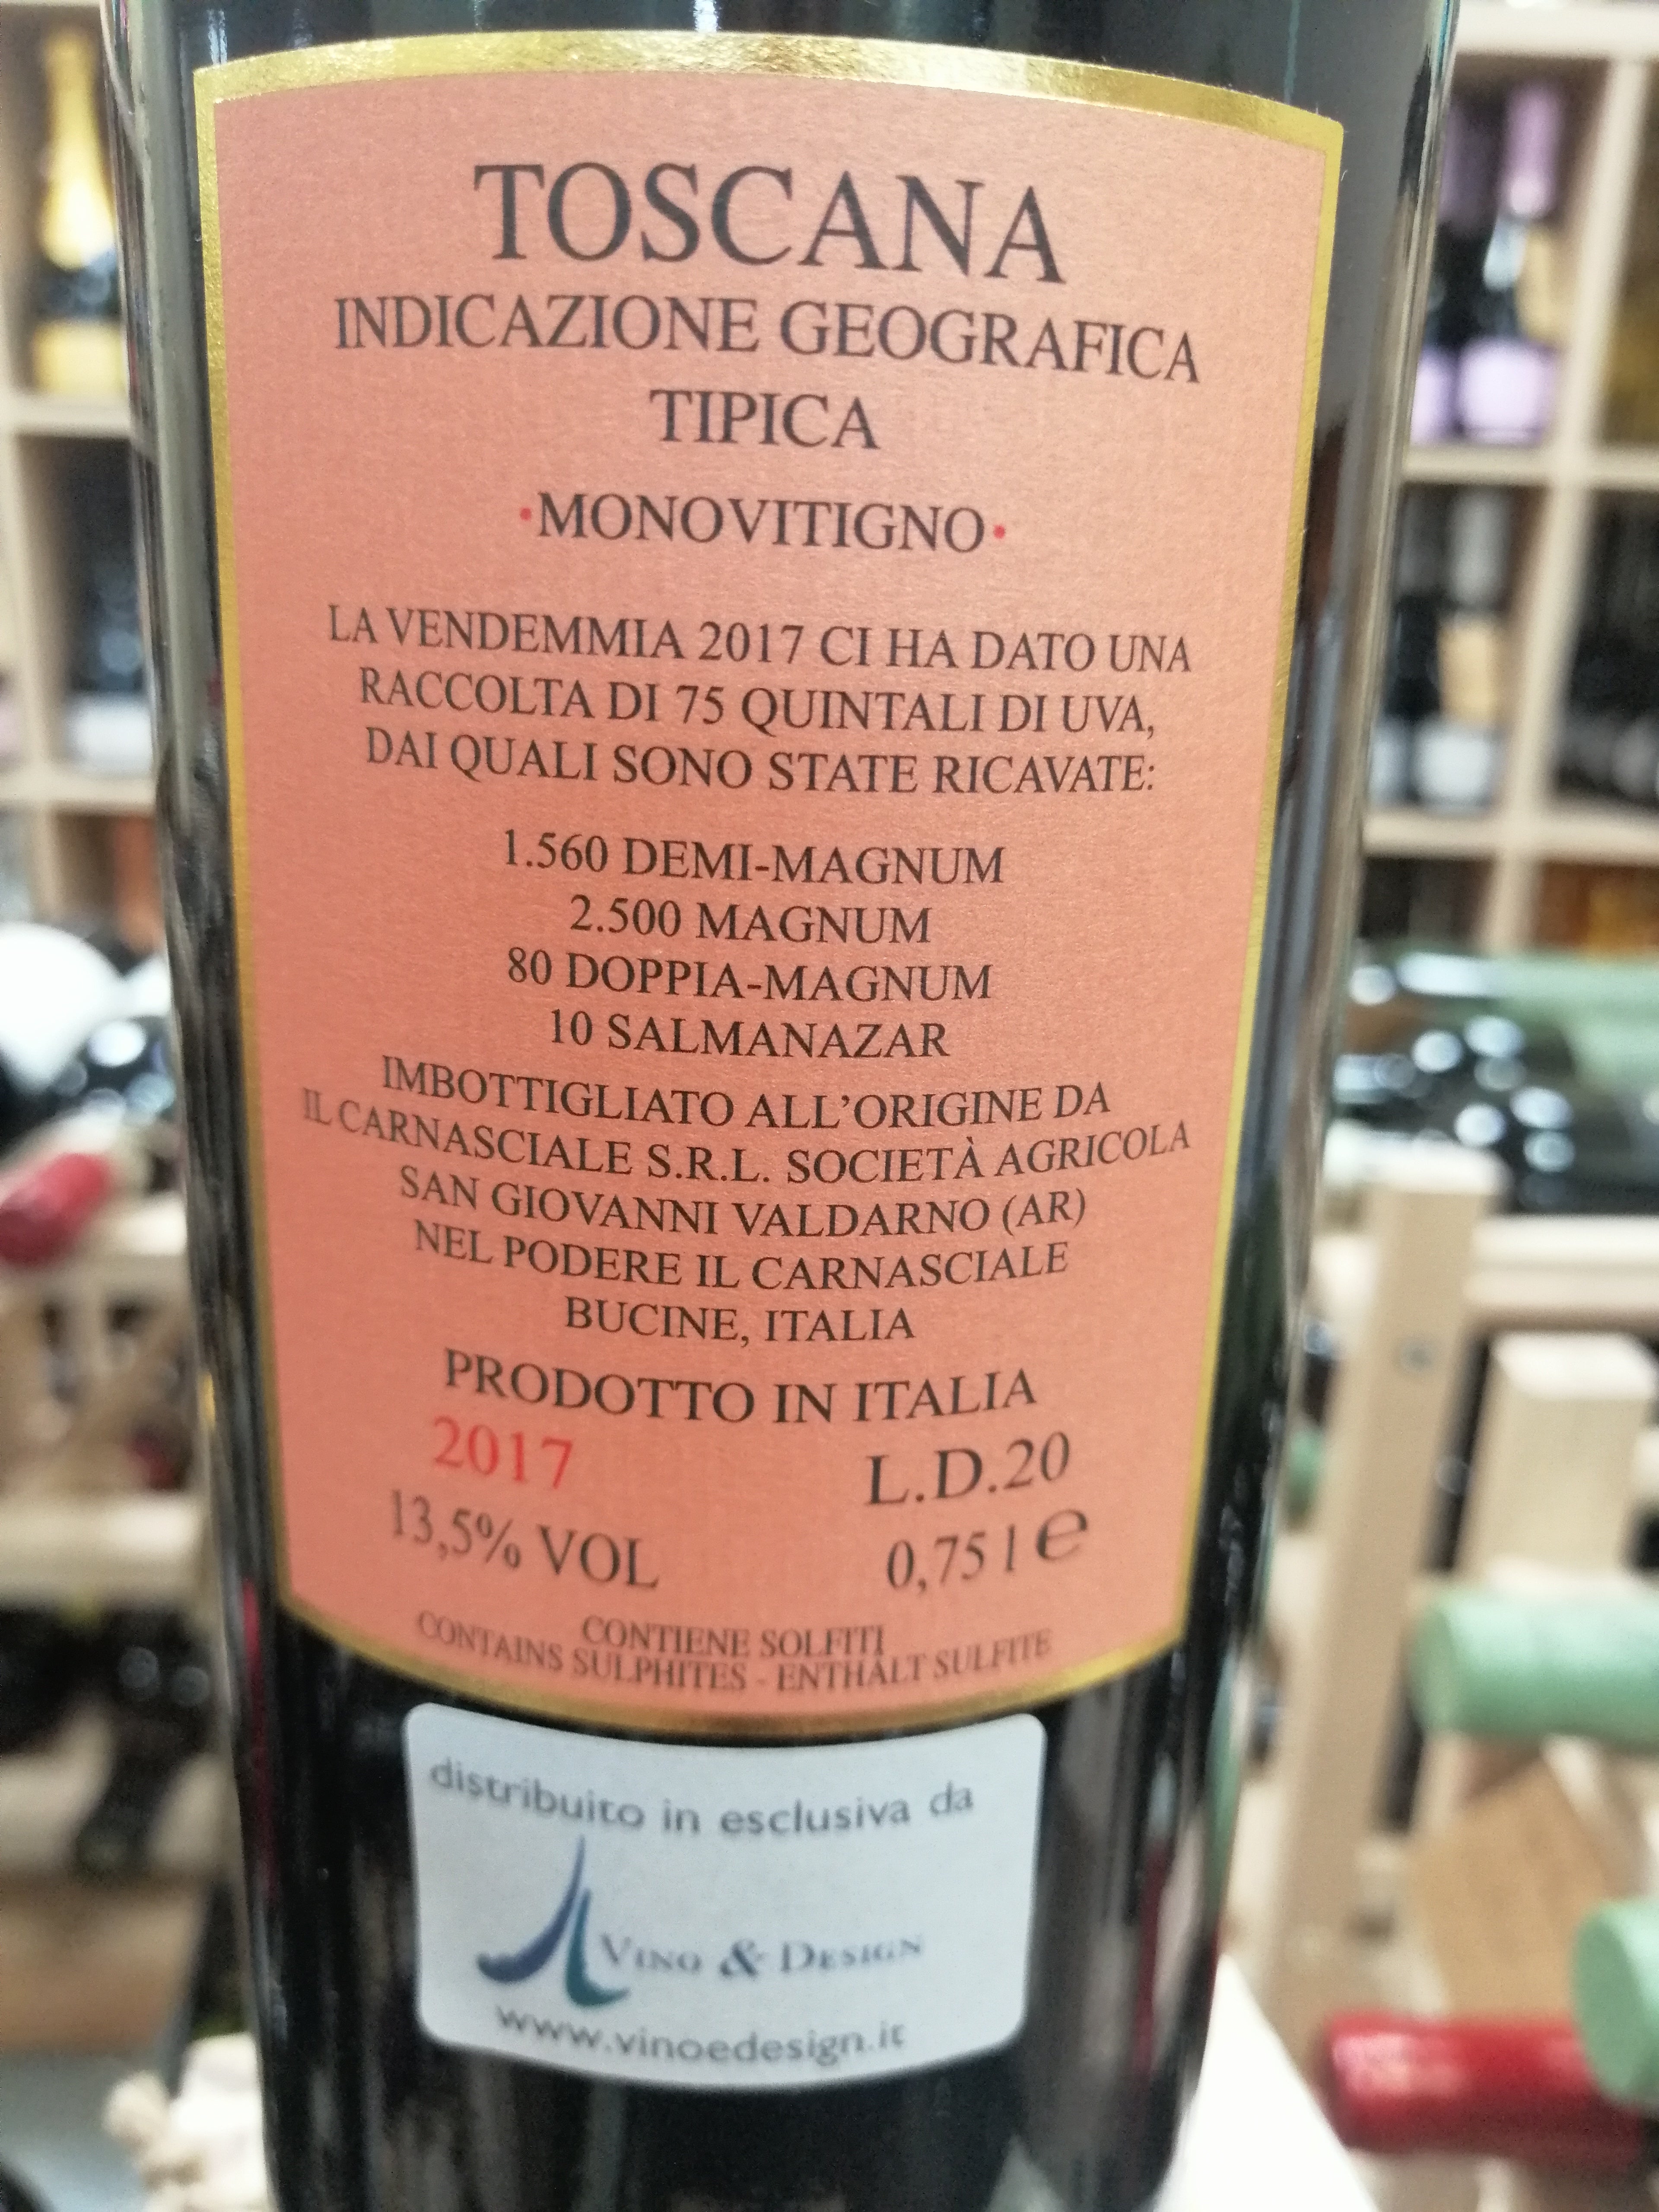 TOSCANA
INDICAZIONE GEOGRAFICA
TIPICA
·MONOVITIGNO·
LA VENDEMMIA 2017 CI HA DATO UNA
RACCOLTA DI 75 QUINTALI DI UVA,
DAI QUALI SONO STATE RICAVATE:
1.560 DEMI-MAGNUM
2.500 MAGNUM
80 DOPPIA-MAGNUM
10 SALMANAZAR
IMBOTTIGLIATO ALL'ORIGINE DA
IL CARNASCIALE S.R.L. SOCIETÀ AGRICOLA
SAN GIOVANNI VALDARNO (AR)
NEL PODERE IL CARNASCIALE
BUCINE, ITALIA
PRODOTTO IN ITALIA
2017 L.D.20
13,5% VOL 0,75 l e
CONTIENE SOLFITI
CONTAINS SULPHITES - ENTHÄLT SULFITE
distribuito in esclusiva da
VINO & DESIGN
www.vinoedesign.it